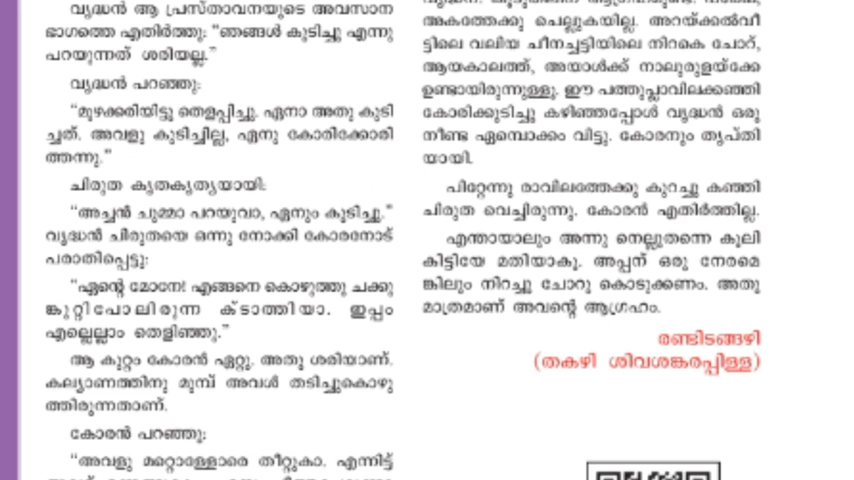 വൃദ്ധൻ ആ പ്രസ്താവനയുടെ അവസാന
ഭാഗത്തെ എതിർത്തു: “ഞങ്ങൾ കുടിച്ചു എന്നു
പറയുന്നത് ശരിയല്ല.”
വൃദ്ധൻ പറഞ്ഞു:
“മുഴക്കരിയിട്ടു തെളപ്പിച്ചു. ഏനാ അതു കുടി
ച്ചത്. അവളു കുടിച്ചില്ല, ഏനു കോരിക്കോരി
ത്തന്നു.”
ചിരുത കൃതകൃത്യയായി:
“അച്ചൻ ചുമ്മാ പറയുവാ, ഏനും കുടിച്ചു.”
വൃദ്ധൻ ചിരുതയെ ഒന്നു നോക്കി കോരനോട്
പരാതിപ്പെട്ടു:
“ഏന്റെ മോനേ! എങ്ങനെ കൊഴുത്തു ചക്കു
ങ്കുറ്റിപോലിരുന്ന ക്ടാത്തിയാ. ഇപ്പം
എല്ലെല്ലാം തെളിഞ്ഞു.”
ആ കുറ്റം കോരൻ ഏറ്റു. അതു ശരിയാണ്.
കല്യാണത്തിനു മുമ്പ് അവൾ തടിച്ചുകൊഴു
ത്തിരുന്നതാണ്.
കോരൻ പറഞ്ഞു:
“അവളു മറ്റൊള്ളോരെ തീറ്റുകാ. എന്നിട്ട്
അകത്തേക്കു ചെല്ലുകയില്ല. അറയ്ക്കൽവീ
ട്ടിലെ വലിയ ചീനച്ചട്ടിയിലെ നിറകെ ചോറ്,
ആയകാലത്ത്, അയാൾക്ക് നാലുരുളയ്ക്കേ
ഉണ്ടായിരുന്നുള്ളൂ. ഈ പത്തുപ്ലാവിലക്കഞ്ഞി
കോരിക്കുടിച്ചു കഴിഞ്ഞപ്പോൾ വൃദ്ധൻ ഒരു
നീണ്ട ഏമ്പൊക്കം വിട്ടു. കോരനും തൃപ്തി
യായി.
പിറ്റേന്നു രാവിലത്തേക്കു കുറച്ചു കഞ്ഞി
ചിരുത വെച്ചിരുന്നു. കോരൻ എതിർത്തില്ല.
എന്തായാലും അന്നു നെല്ലുതന്നെ കൂലി
കിട്ടിയേ മതിയാകൂ. അപ്പന് ഒരു നേരമെ
ങ്കിലും നിറച്ചു ചോറു കൊടുക്കണം. അതു
മാത്രമാണ് അവന്റെ ആഗ്രഹം.
രണ്ടിടങ്ങഴി
(തകഴി ശിവശങ്കരപ്പിള്ള)